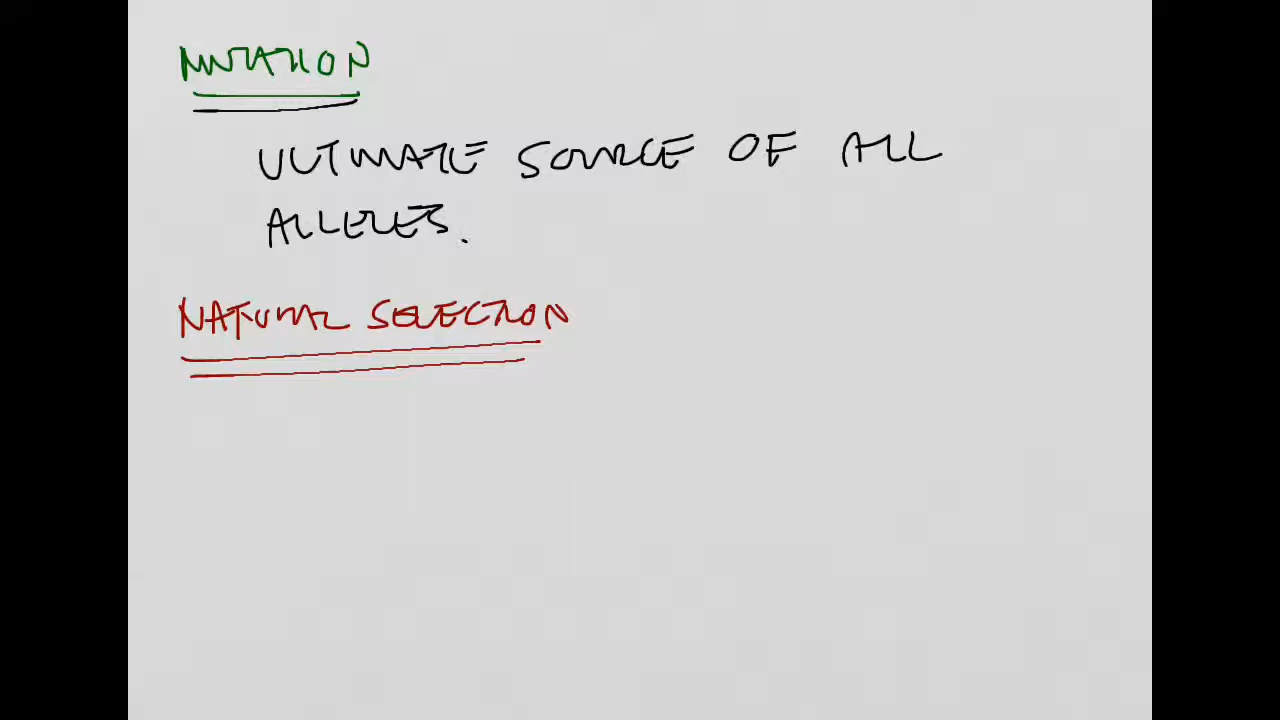 MUTATION
ULTIMATE SOURCE OF ALL
ALLELES.
NATURAL SELECTION